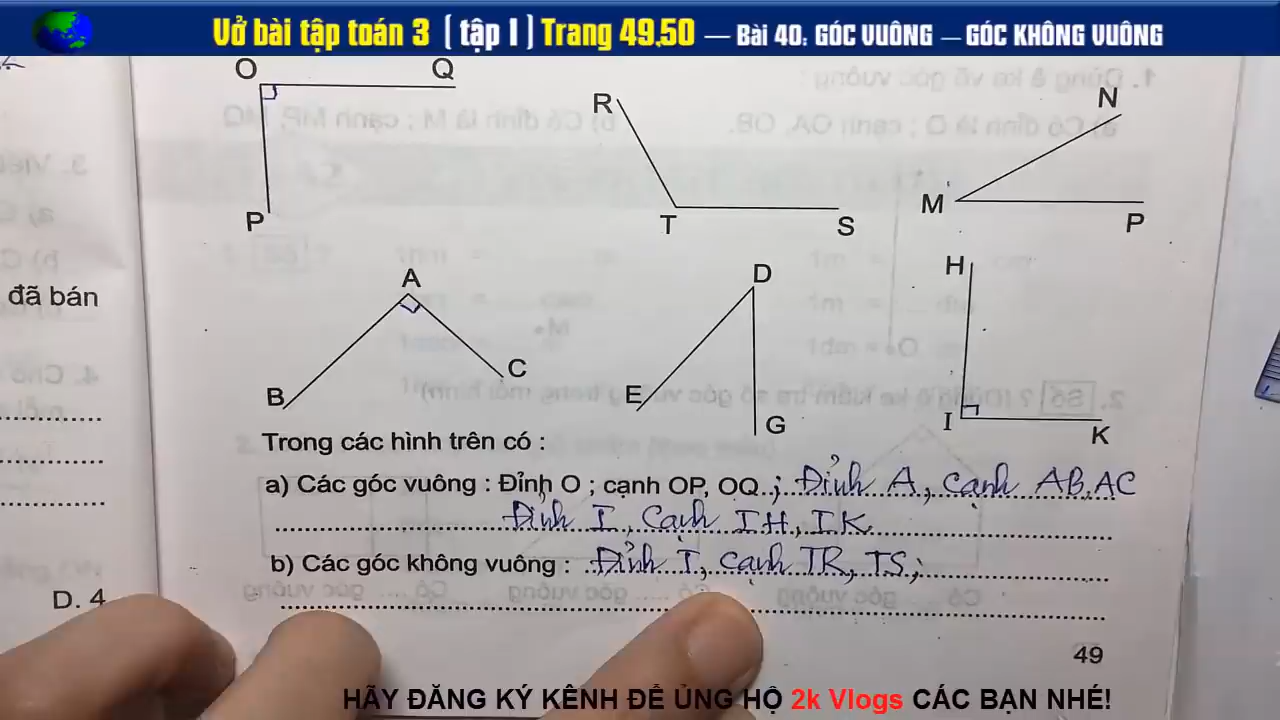 Vở bài tập toán 3 ( tập 1 ) Trang 49,50 – Bài 40: GÓC VUÔNG – GÓC KHÔNG VUÔNG
O Q
P
R
T S
N
M
P
A
B C
D
E
G
H
I K
đã bán
D. 4
Trong các hình trên có :
a) Các góc vuông : Đỉnh O ; cạnh OP, OQ ; Đỉnh A, cạnh AB, AC
Đỉnh I, cạnh IH, IK
b) Các góc không vuông : Đỉnh T, cạnh TR, TS ;
49
HÃY ĐĂNG KÝ KÊNH ĐỂ ỦNG HỘ 2k Vlogs CÁC BẠN NHÉ!